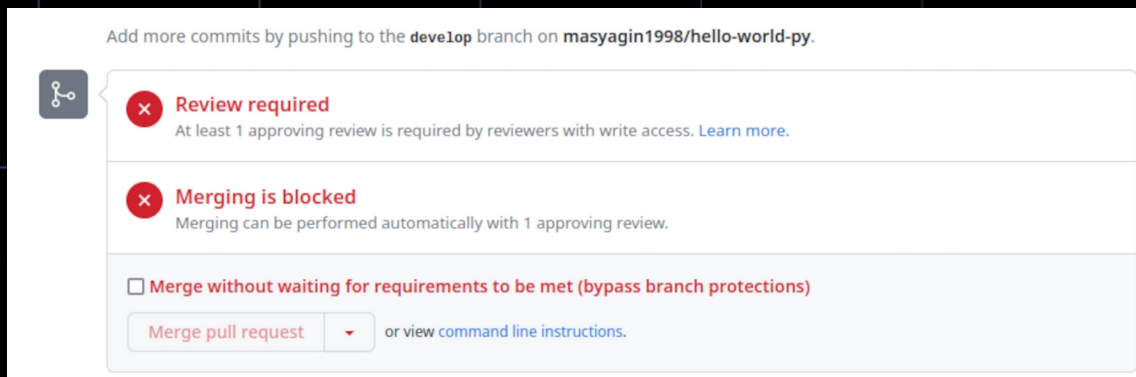 Add more commits by pushing to the develop branch on masyagin1998/hello-world-py.
Review required
At least 1 approving review is required by reviewers with write access. Learn more.
Merging is blocked
Merging can be performed automatically with 1 approving review.
Merge without waiting for requirements to be met (bypass branch protections)
Merge pull request or view command line instructions.